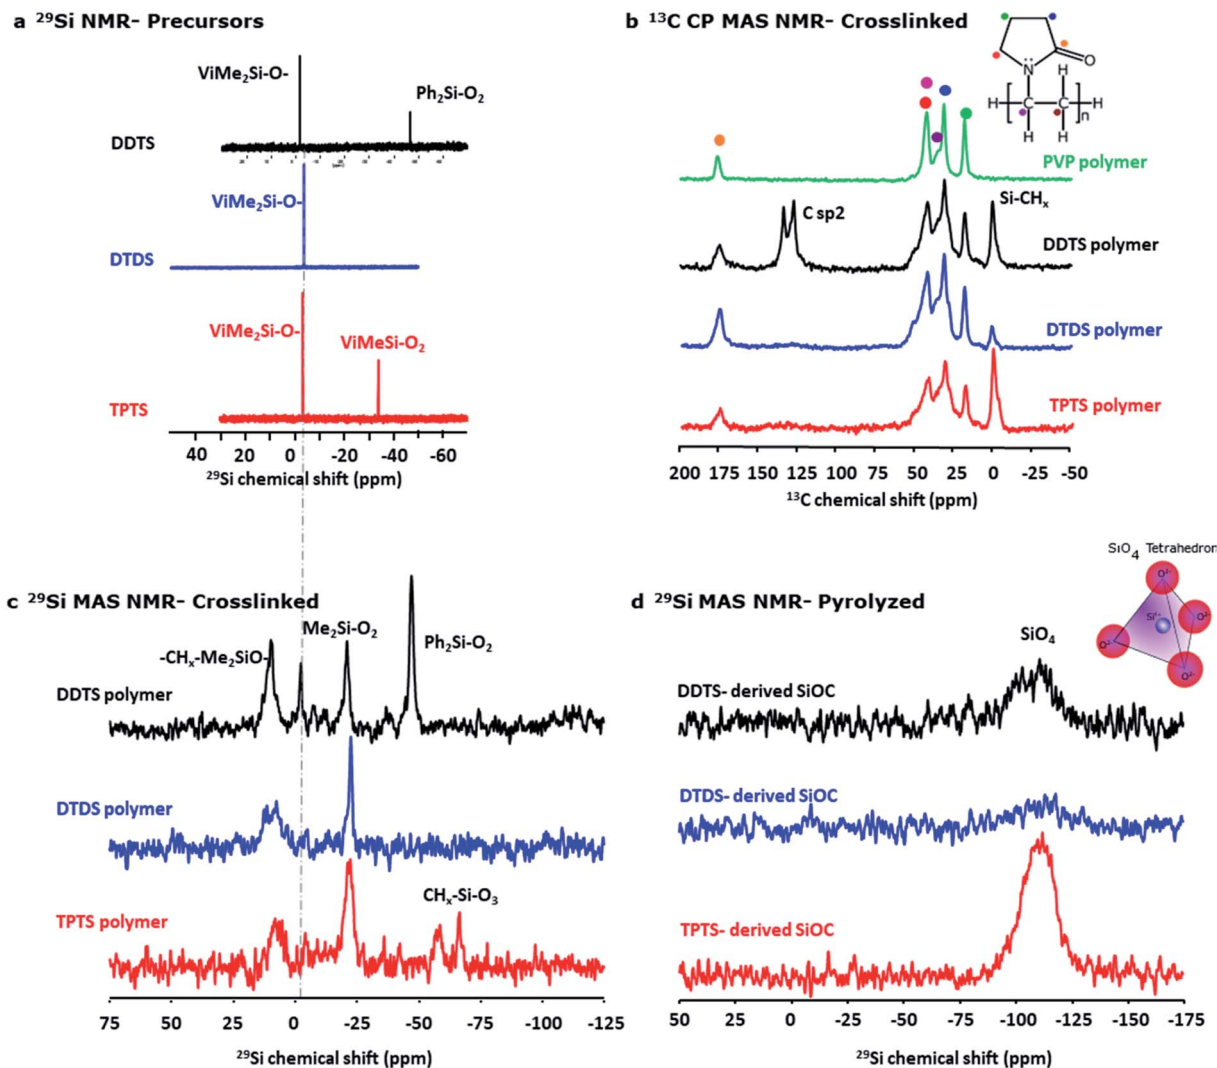 a ²⁹Si NMR- Precursors
ViMe₂Si-O-
Ph₂Si-O₂
DDTS
ViMe₂Si-O-
DTDS
ViMe₂Si-O-
ViMeSi-O₂
TPTS
40 20 0 -20 -40 -60
²⁹Si chemical shift (ppm)
b ¹³C CP MAS NMR- Crosslinked
N
O
H
H
H
C
C
H
n
H
H
PVP polymer
C sp2
Si-CHₓ
DDTS polymer
DTDS polymer
TPTS polymer
200 175 150 125 100 75 50 25 0 -25 -50
¹³C chemical shift (ppm)
c ²⁹Si MAS NMR- Crosslinked
-CHₓ-Me₂SiO-
Me₂Si-O₂
Ph₂Si-O₂
DDTS polymer
DTDS polymer
CHₓ-Si-O₃
TPTS polymer
75 50 25 0 -25 -50 -75 -100 -125
²⁹Si chemical shift (ppm)
SiO₄ Tetrahedron
O²⁻
Si⁴⁺
O²⁻
O²⁻
O²⁻
d ²⁹Si MAS NMR- Pyrolyzed
SiO₄
DDTS- derived SiOC
DTDS- derived SiOC
TPTS- derived SiOC
50 25 0 -25 -50 -75 -100 -125 -150 -175
²⁹Si chemical shift (ppm)